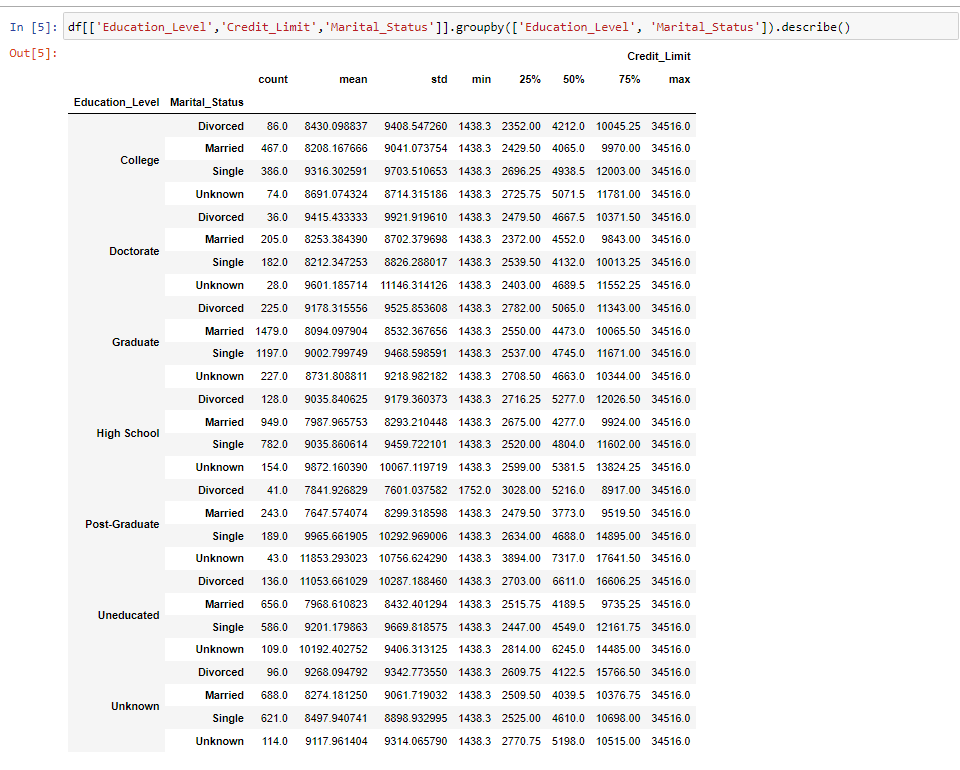 In [5]: df[['Education_Level','Credit_Limit','Marital_Status']].groupby(['Education_Level', 'Marital_Status']).describe()
Out[5]:
Credit_Limit
count mean std min 25% 50% 75% max
Education_Level Marital_Status
College
Divorced 86.0 8430.098837 9408.547260 1438.3 2352.00 4212.0 10045.25 34516.0
Married 467.0 8208.167666 9041.073754 1438.3 2429.50 4065.0 9970.00 34516.0
Single 386.0 9316.302591 9703.510653 1438.3 2696.25 4938.5 12003.00 34516.0
Unknown 74.0 8691.074324 8714.315186 1438.3 2725.75 5071.5 11781.00 34516.0
Doctorate
Divorced 36.0 9415.433333 9921.919610 1438.3 2479.50 4667.5 10371.50 34516.0
Married 205.0 8253.384390 8702.379698 1438.3 2372.00 4552.0 9843.00 34516.0
Single 182.0 8212.347253 8826.288017 1438.3 2539.50 4132.0 10013.25 34516.0
Unknown 28.0 9601.185714 11146.314126 1438.3 2403.00 4689.5 11552.25 34516.0
Graduate
Divorced 225.0 9178.315556 9525.853608 1438.3 2782.00 5065.0 11343.00 34516.0
Married 1479.0 8094.097904 8532.367656 1438.3 2550.00 4473.0 10065.50 34516.0
Single 1197.0 9002.799749 9468.598591 1438.3 2537.00 4745.0 11671.00 34516.0
Unknown 227.0 8731.808811 9218.982182 1438.3 2708.50 4663.0 10344.00 34516.0
High School
Divorced 128.0 9035.840625 9179.360373 1438.3 2716.25 5277.0 12026.50 34516.0
Married 949.0 7987.965753 8293.210448 1438.3 2675.00 4277.0 9924.00 34516.0
Single 782.0 9035.860614 9459.722101 1438.3 2520.00 4804.0 11602.00 34516.0
Unknown 154.0 9872.160390 10067.119719 1438.3 2599.00 5381.5 13824.25 34516.0
Post-Graduate
Divorced 41.0 7841.926829 7601.037582 1752.0 3028.00 5216.0 8917.00 34516.0
Married 243.0 7647.574074 8299.318598 1438.3 2479.50 3773.0 9519.50 34516.0
Single 189.0 9965.661905 10292.969006 1438.3 2634.00 4688.0 14895.00 34516.0
Unknown 43.0 11853.293023 10756.624290 1438.3 3894.00 7317.0 17641.50 34516.0
Uneducated
Divorced 136.0 11053.661029 10287.188460 1438.3 2703.00 6611.0 16606.25 34516.0
Married 656.0 7968.610823 8432.401294 1438.3 2515.75 4189.5 9735.25 34516.0
Single 586.0 9201.179863 9669.818575 1438.3 2447.00 4549.0 12161.75 34516.0
Unknown 109.0 10192.402752 9406.313125 1438.3 2814.00 6245.0 14485.00 34516.0
Unknown
Divorced 96.0 9268.094792 9342.773550 1438.3 2609.75 4122.5 15766.50 34516.0
Married 688.0 8274.181250 9061.719032 1438.3 2509.50 4039.5 10376.75 34516.0
Single 621.0 8497.940741 8898.932995 1438.3 2525.00 4610.0 10698.00 34516.0
Unknown 114.0 9117.961404 9314.065790 1438.3 2770.75 5198.0 10515.00 34516.0